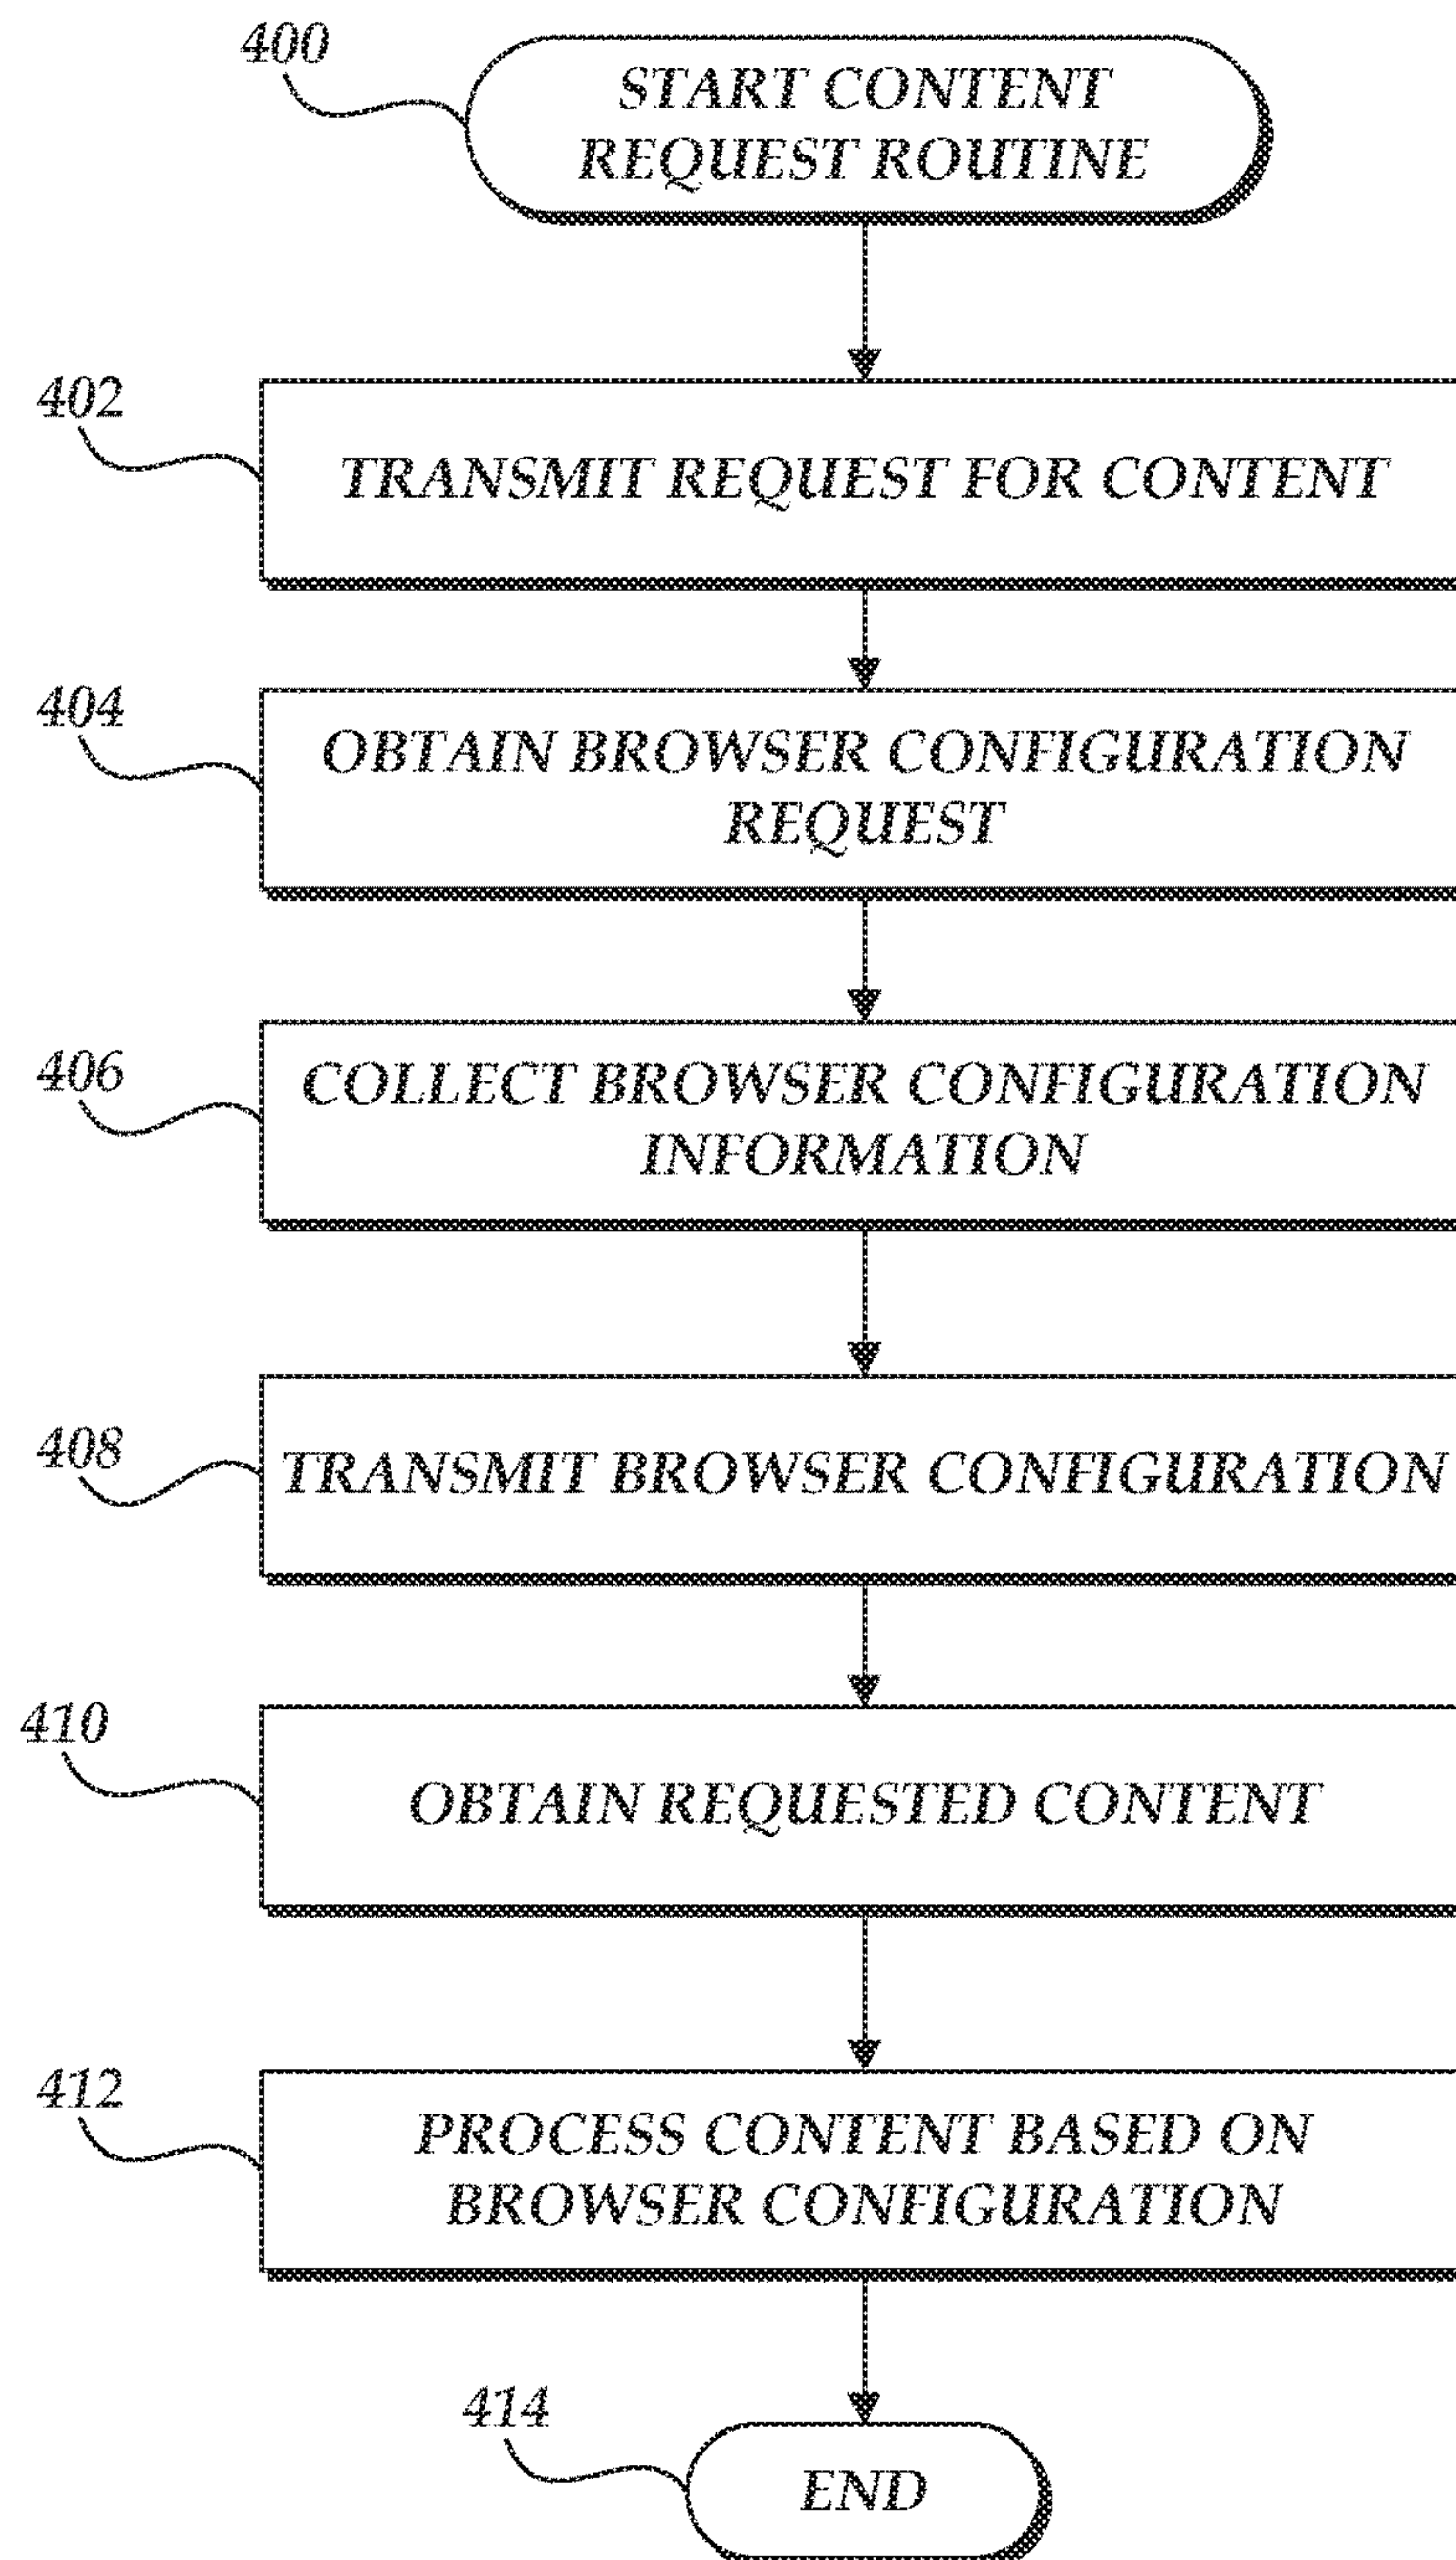 400
START CONTENT
REQUEST ROUTINE
402
TRANSMIT REQUEST FOR CONTENT
404
OBTAIN BROWSER CONFIGURATION
REQUEST
406
COLLECT BROWSER CONFIGURATION
INFORMATION
408
TRANSMIT BROWSER CONFIGURATION
410
OBTAIN REQUESTED CONTENT
412
PROCESS CONTENT BASED ON
BROWSER CONFIGURATION
414
END